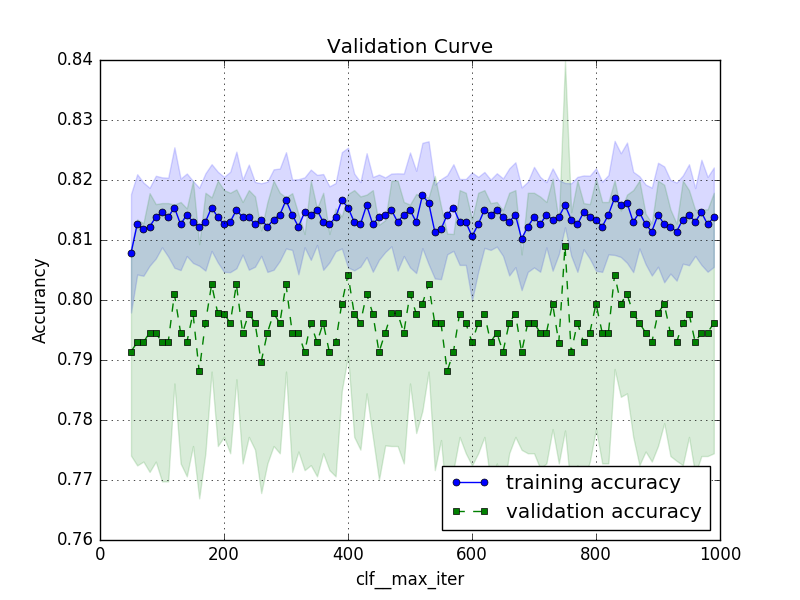 Validation Curve
0.84
0.83
0.82
0.81
0.80
0.79
0.78
0.77
0.76
Accurancy
training accuracy
validation accuracy
0 200 400 600 800 1000
clf__max_iter